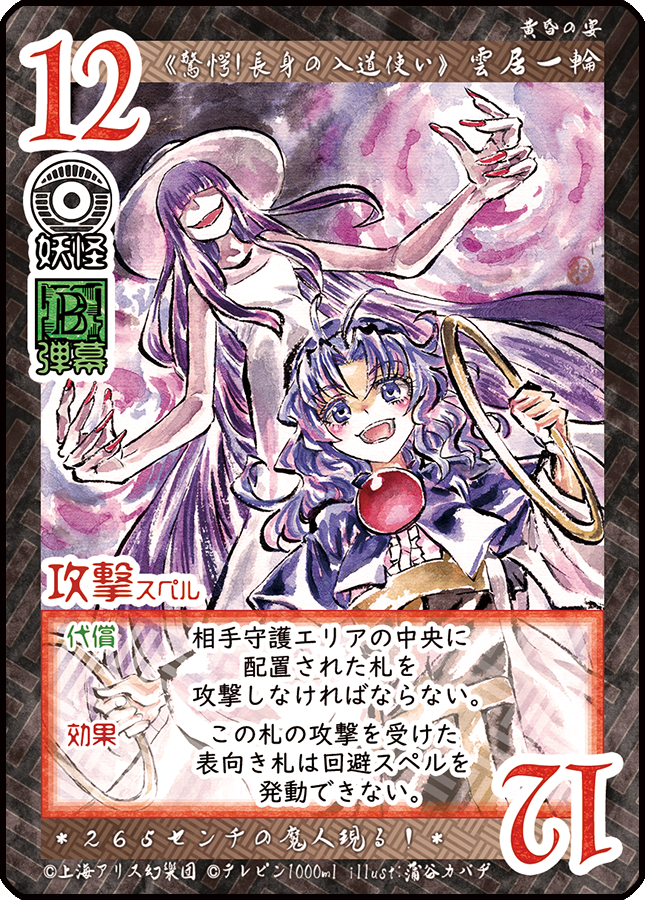 黄昏の宴
12
《驚愕！長身の入道使い》 雲居一輪
妖怪
B
弾幕
攻撃スペル
代償
相手守護エリアの中央に
配置された札を
攻撃しなければならない。
効果
この札の攻撃を受けた
表向き札は回避スペルを
発動できない。
＊２６５センチの魔人現る！＊
12
©上海アリス幻樂団 ©テレピン1000ml illust:蒲谷カバヂ